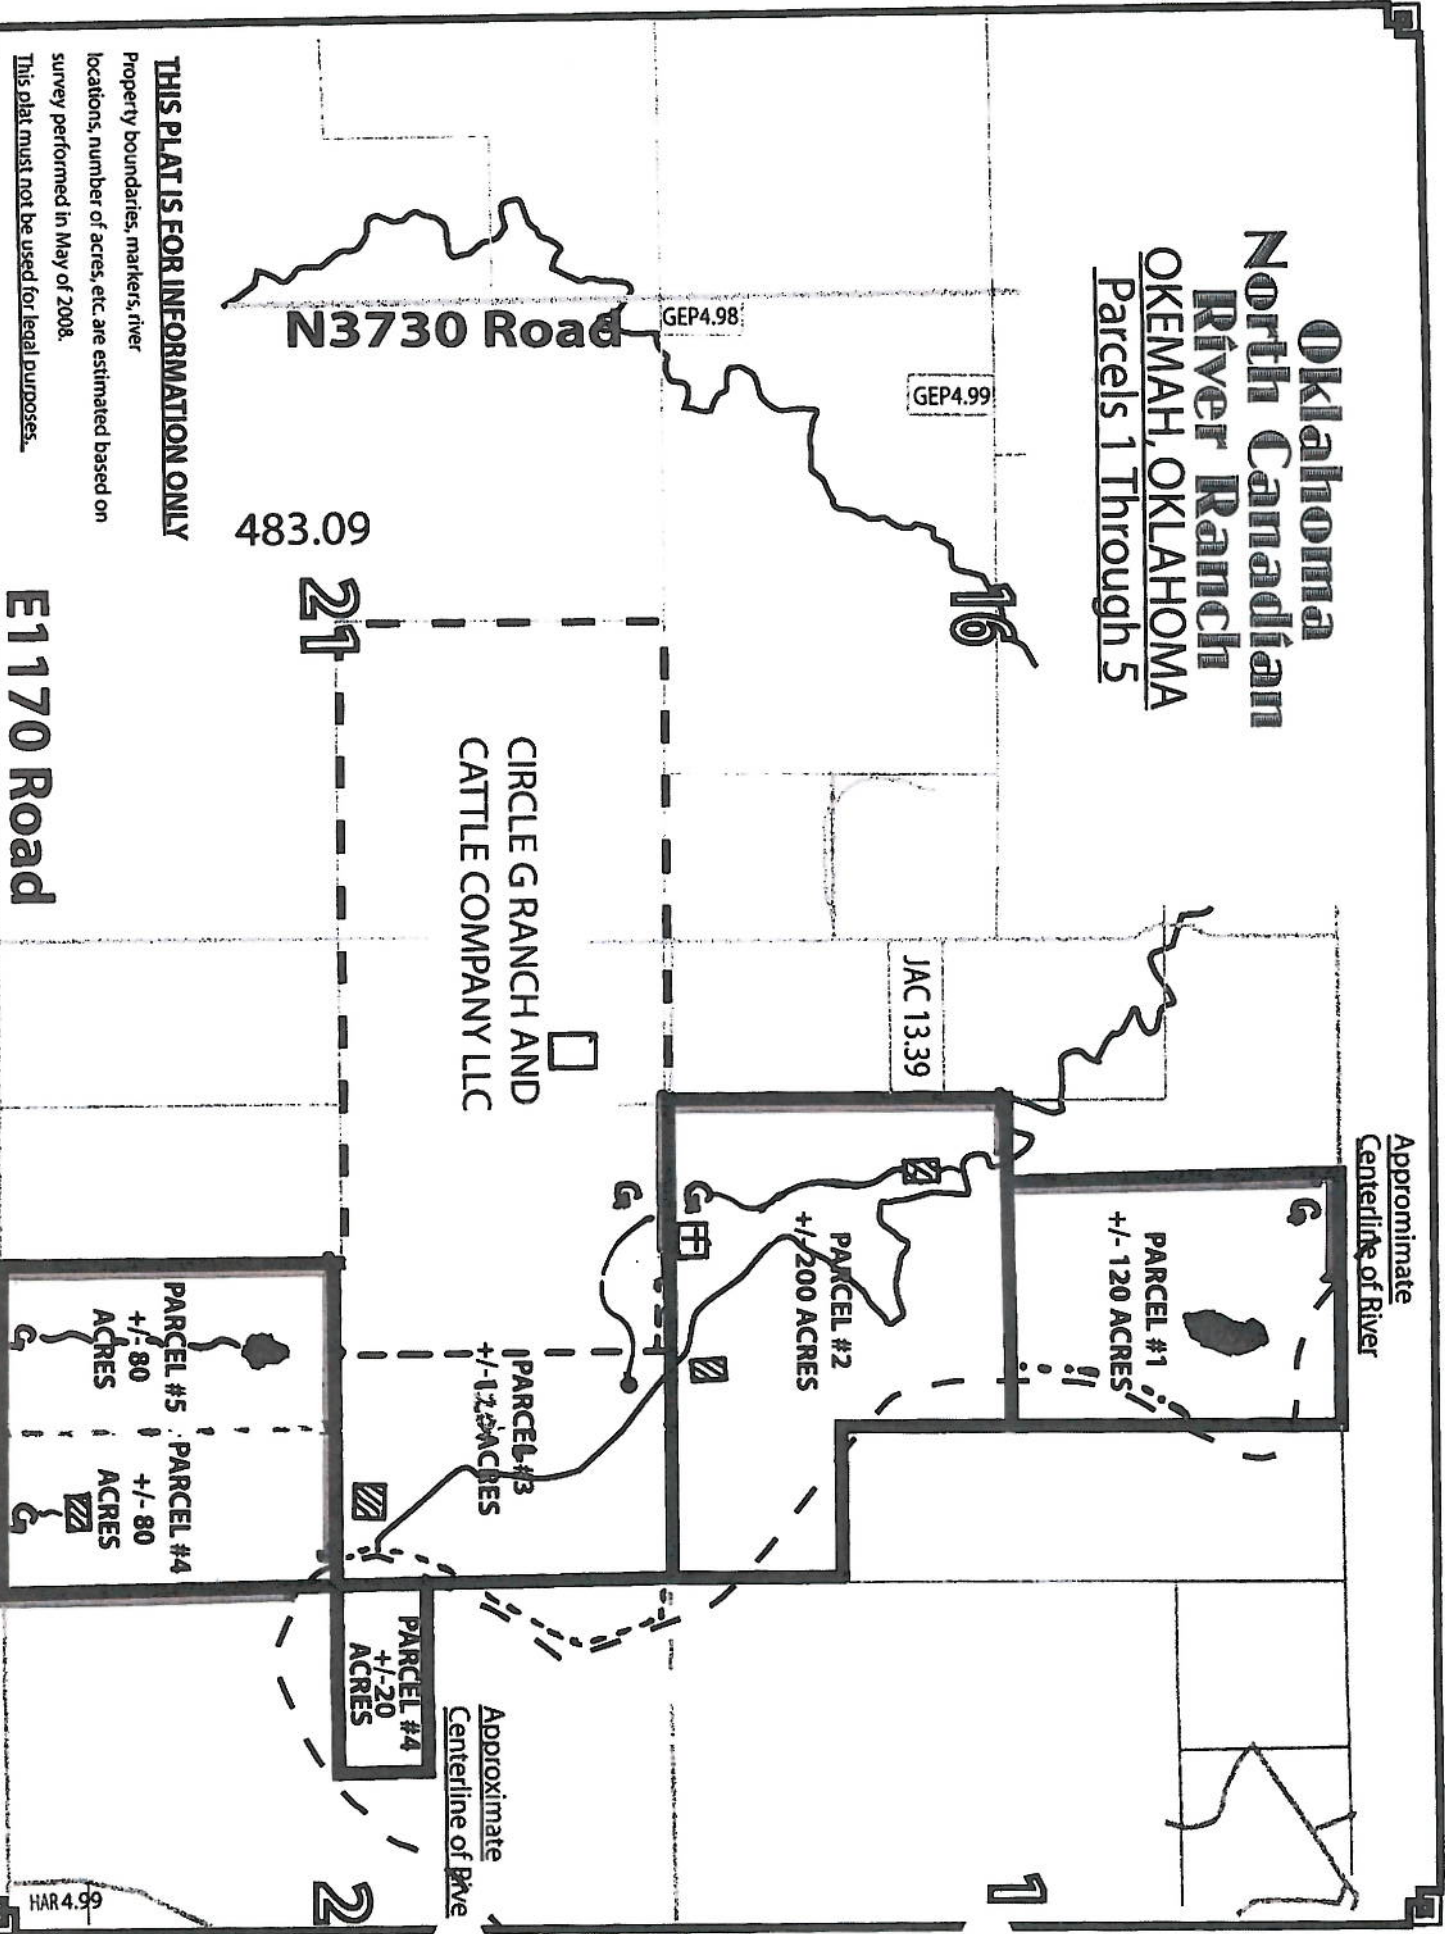 Oklahoma
North Canadian
River Ranch
OKEMAH, OKLAHOMA
Parcels 1 Through 5
Appromimate
Centerline of River
GEP4.99
GEP4.98
16
JAC 13.39
G
PARCEL #1
+/- 120 ACRES
1
PARCEL #2
+/- 200 ACRES
G
G
N3730 Road
CIRCLE G RANCH AND
CATTLE COMPANY LLC
PARCEL #3
ACRES
Approximate
Centerline of
483.09
21
PARCEL #4
+/-20
ACRES
2
THIS PLAT IS FOR INFORMATION ONLY
Property boundaries, markers, river
locations, number of acres, etc. are estimated based on
survey performed in May of 2008.
This plat must not be used for legal purposes.
E1170 Road
PARCEL #5
+/- 80
ACRES
G
PARCEL #4
+/- 80
ACRES
G
HAR 4.99